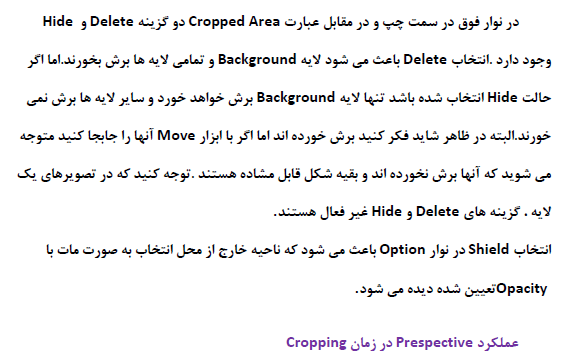 در نوار فوق در سمت چپ و در مقابل عبارت Cropped Area دو گزینه Delete و Hide
وجود دارد .انتخاب Delete باعث می شود لایه Background و تمامی لایه ها برش بخورند.اما اگر
حالت Hide انتخاب شده باشد تنها لایه Background برش خواهد خورد و سایر لایه ها برش نمی
خورند.البته در ظاهر شاید فکر کنید برش خورده اند اما اگر با ابزار Move آنها را جابجا کنید متوجه
می شوید که آنها برش نخورده اند و بقیه شکل قابل مشاده هستند .توجه کنید که در تصویرهای یک
لایه . گزینه های Delete و Hide غیر فعال هستند.
انتخاب Shield در نوار Option باعث می شود که ناحیه خارج از محل انتخاب به صورت مات با
Opacityتعیین شده دیده می شود.
عملکرد Prespective در زمان Cropping